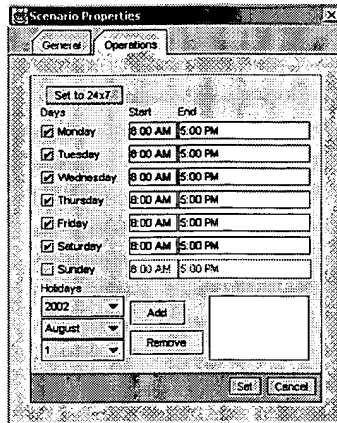 Scenario Properties
General Operations
Set to 24x7
Days Start End
Monday 8:00 AM 5:00 PM
Tuesday 8:00 AM 5:00 PM
Wednesday 8:00 AM 5:00 PM
Thursday 8:00 AM 5:00 PM
Friday 8:00 AM 5:00 PM
Saturday 8:00 AM 5:00 PM
Sunday 8:00 AM 5:00 PM
Holidays
2002 Add
August
1 Remove
Set Cancel